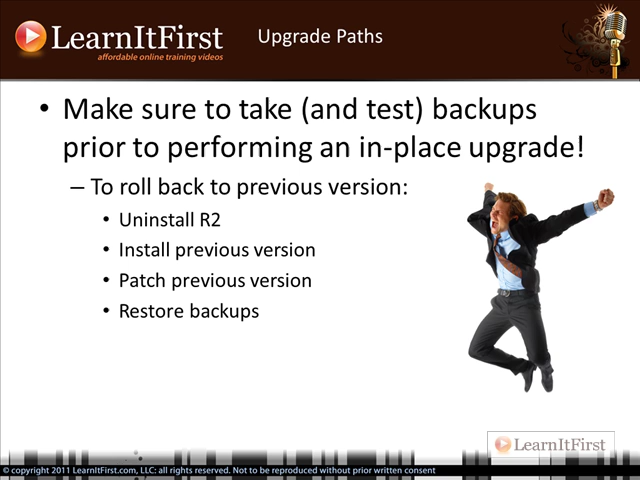 LearnItFirst
affordable online training videos
Upgrade Paths
• Make sure to take (and test) backups
prior to performing an in-place upgrade!
– To roll back to previous version:
• Uninstall R2
• Install previous version
• Patch previous version
• Restore backups
LearnItFirst
© copyright 2011 LearnItFirst.com, LLC: all rights reserved. Not to be reproduced without prior written consent